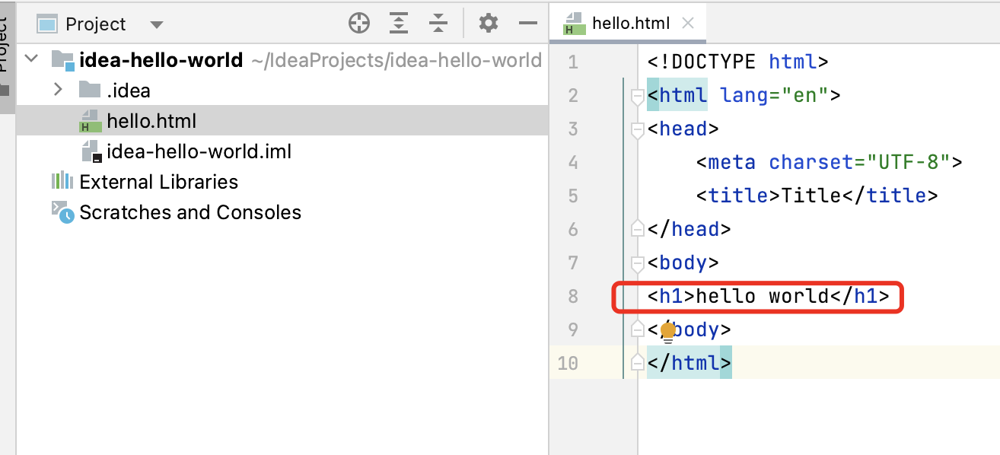 Project
Project
idea-hello-world ~/IdeaProjects/idea-hello-world
.idea
hello.html
idea-hello-world.iml
External Libraries
Scratches and Consoles
hello.html
1 <!DOCTYPE html>
2 <html lang="en">
3 <head>
4     <meta charset="UTF-8">
5     <title>Title</title>
6 </head>
7 <body>
8 <h1>hello world</h1>
9 </body>
10 </html>